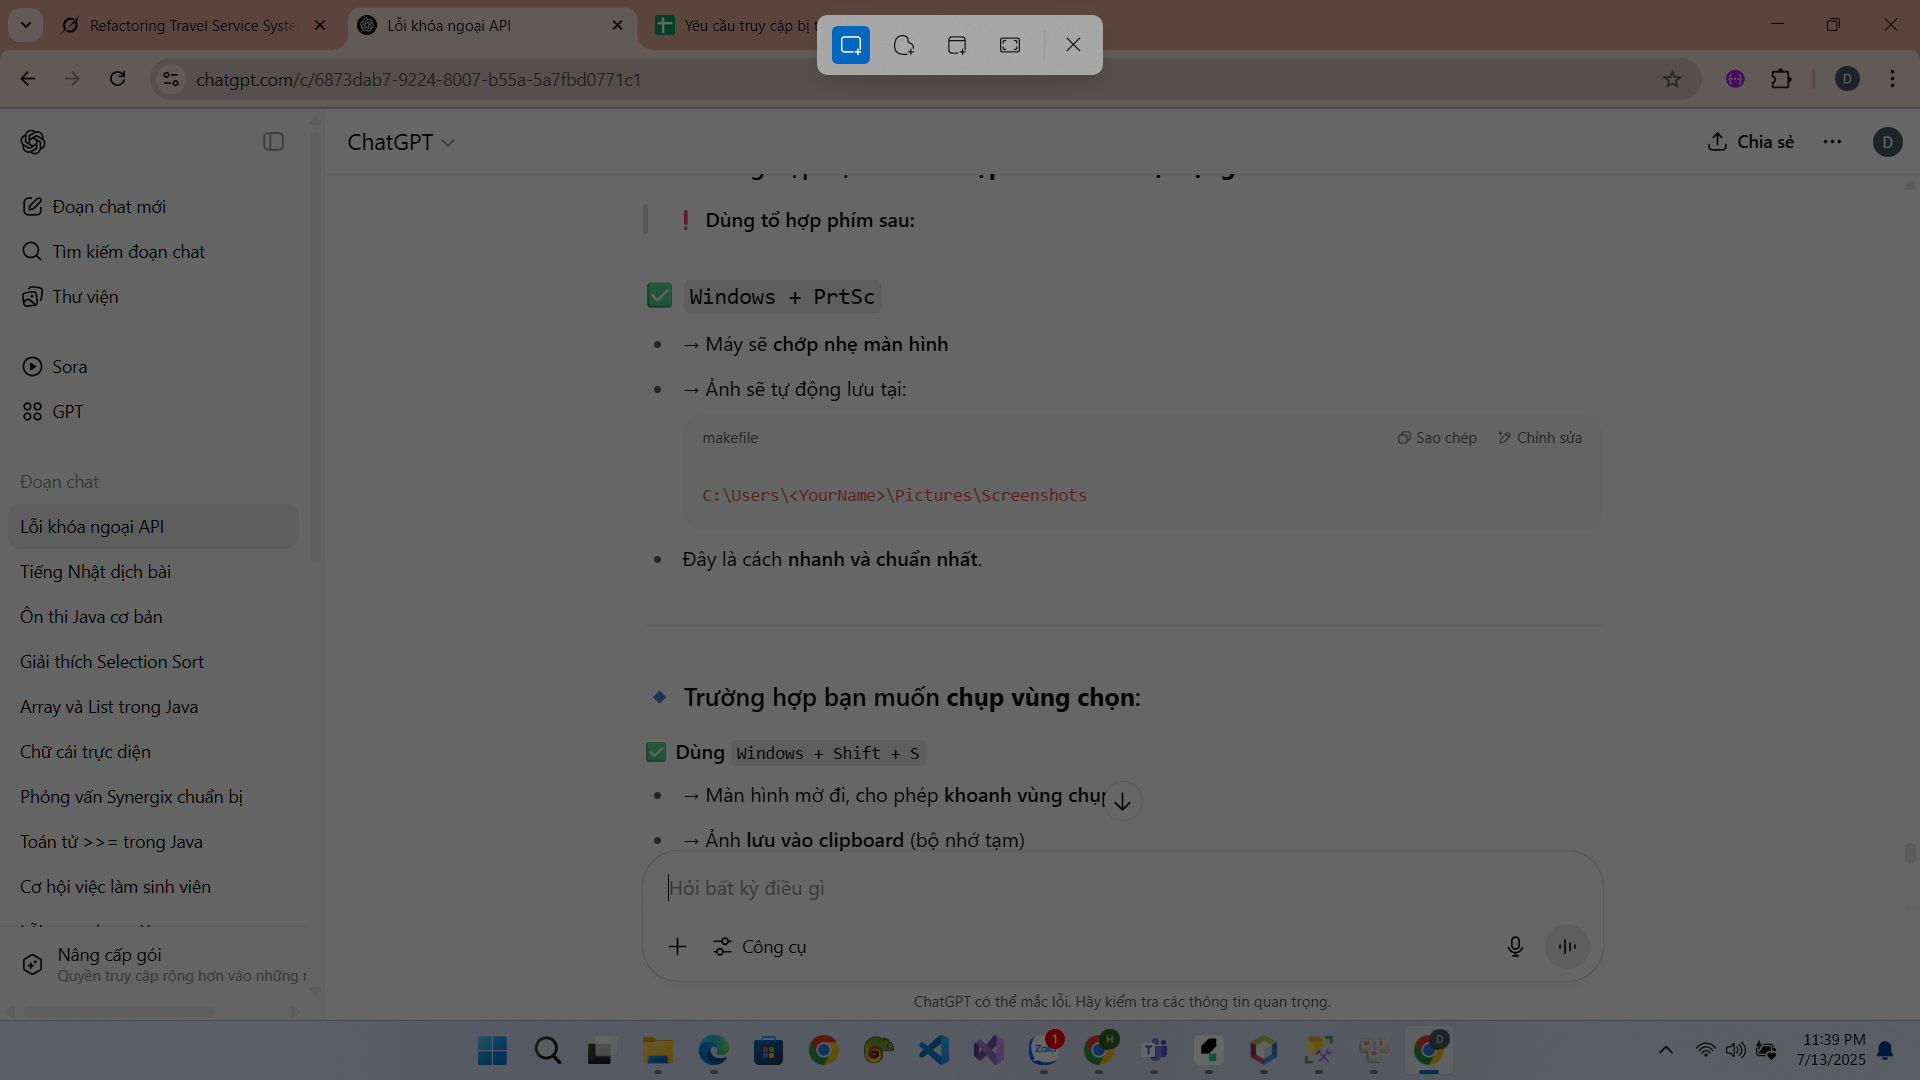 Refactoring Travel Service Syste
Lỗi khóa ngoại API
Yêu cầu truy cập bị t
chatgpt.com/c/6873dab7-9224-8007-b55a-5a7fbd0771c1
D
ChatGPT
Chia sẻ
D
Đoạn chat mới
Tìm kiếm đoạn chat
Thư viện
Sora
GPT
Đoạn chat
Lỗi khóa ngoại API
Tiếng Nhật dịch bài
Ôn thi Java cơ bản
Giải thích Selection Sort
Array và List trong Java
Chữ cái trực diện
Phỏng vấn Synergix chuẩn bị
Toán tử >>= trong Java
Cơ hội việc làm sinh viên
Nâng cấp gói
Quyền truy cập rộng hơn vào những
❗ Dùng tổ hợp phím sau:
✅ Windows + PrtSc
• → Máy sẽ chớp nhẹ màn hình
• → Ảnh sẽ tự động lưu tại:
makefile
Sao chép
Chỉnh sửa
C:\Users\<YourName>\Pictures\Screenshots
• Đây là cách nhanh và chuẩn nhất.
🔹 Trường hợp bạn muốn chụp vùng chọn:
✅ Dùng Windows + Shift + S
• → Màn hình mờ đi, cho phép khoanh vùng chụp
• → Ảnh lưu vào clipboard (bộ nhớ tạm)
Hỏi bất kỳ điều gì
Công cụ
ChatGPT có thể mắc lỗi. Hãy kiểm tra các thông tin quan trọng.
Zalo
1
H
D
11:39 PM
7/13/2025